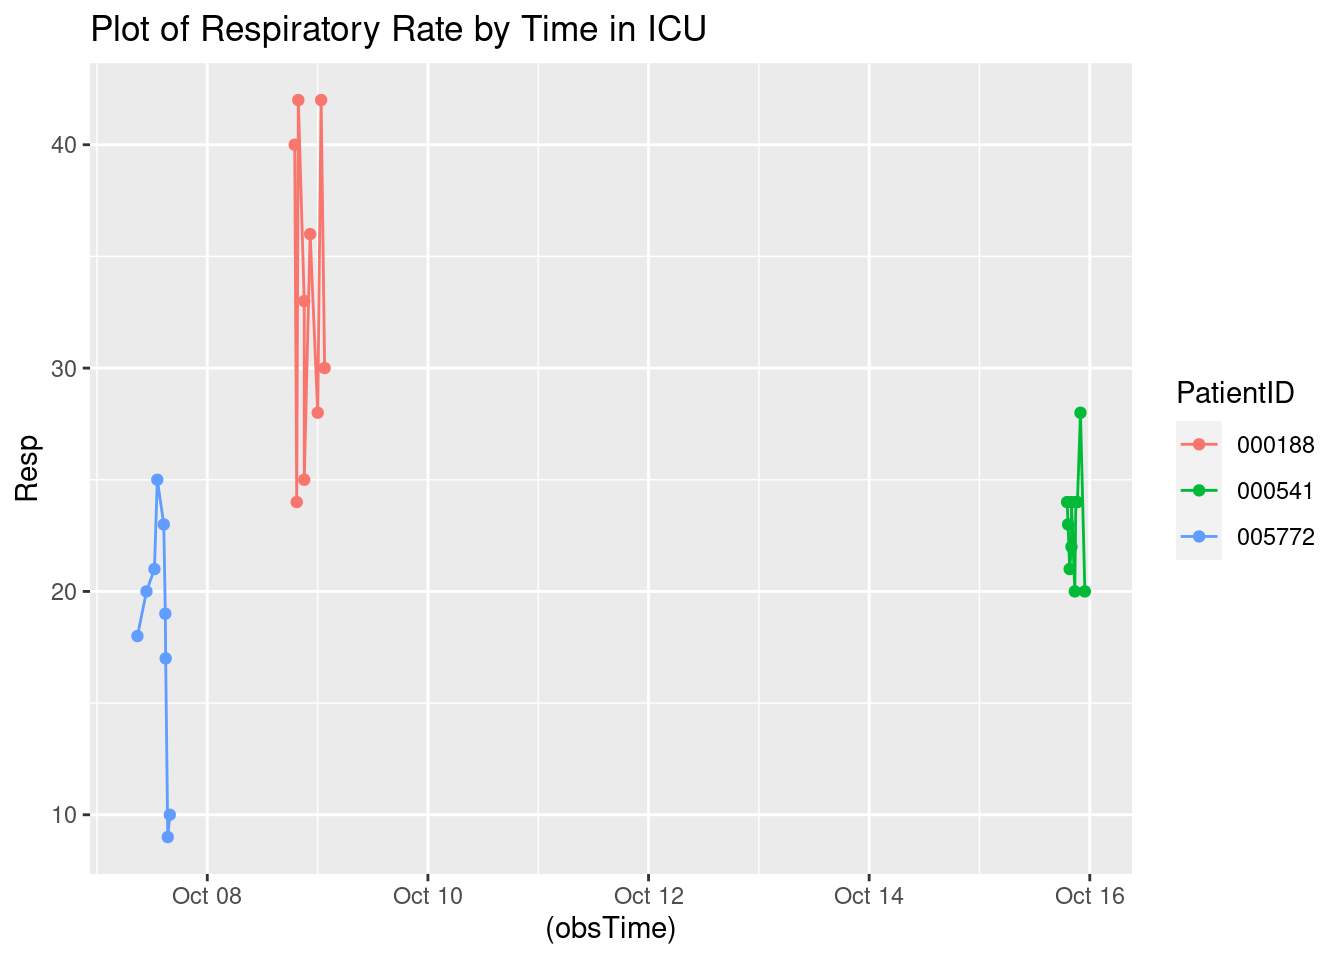 Plot of Respiratory Rate by Time in ICU
40
30
20
10
Resp
Oct 08 Oct 10 Oct 12 Oct 14 Oct 16
(obsTime)
PatientID
000188
000541
005772